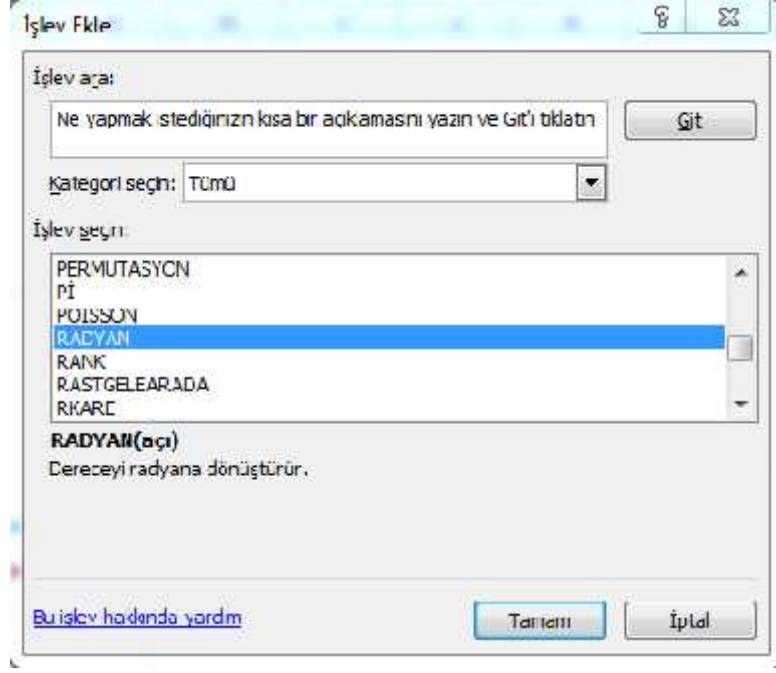 İşlev Ekle
İşlev ara:
Ne yapmak istediğinizin kısa bir açıklamasını yazın ve Git'i tıklatın
Git
Kategori seçin: Tümü
İşlev seçin:
PERMUTASYON
Pİ
POISSON
RADYAN
RANK
RASTGELEARADA
RKARE
RADYAN(açı)
Dereceyi radyana dönüştürür.
Bu işlev hakkında yardım
Tamam
İptal